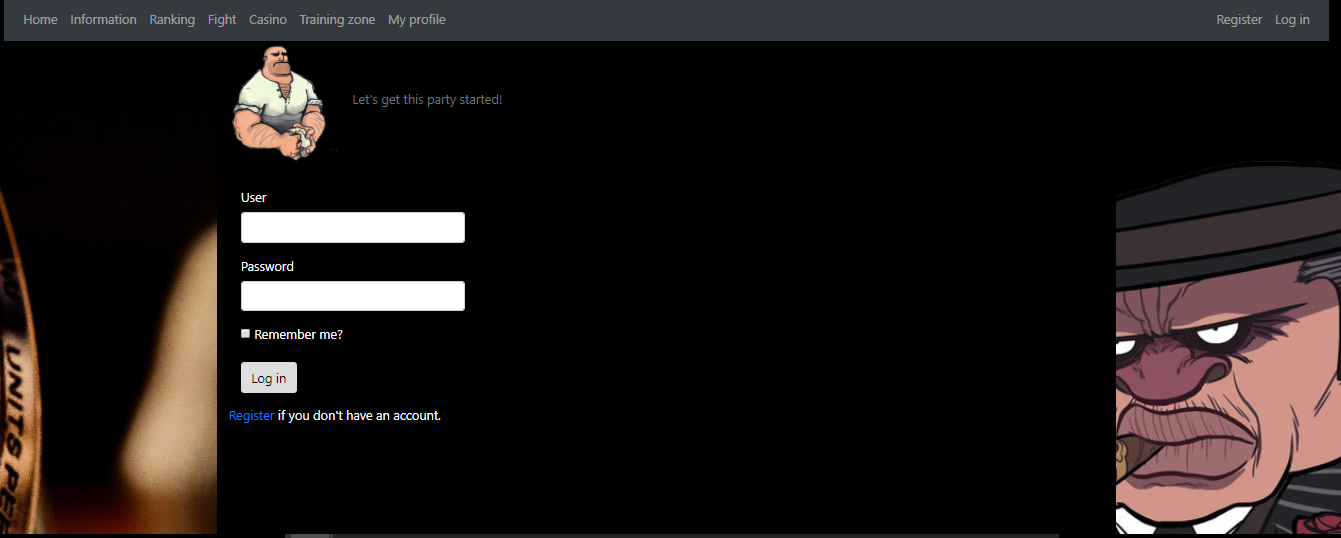 Home Information Ranking Fight Casino Training zone My profile Register Log in
Let's get this party started!
User
Password
Remember me?
Log in
Register if you don't have an account.
UNITS PE